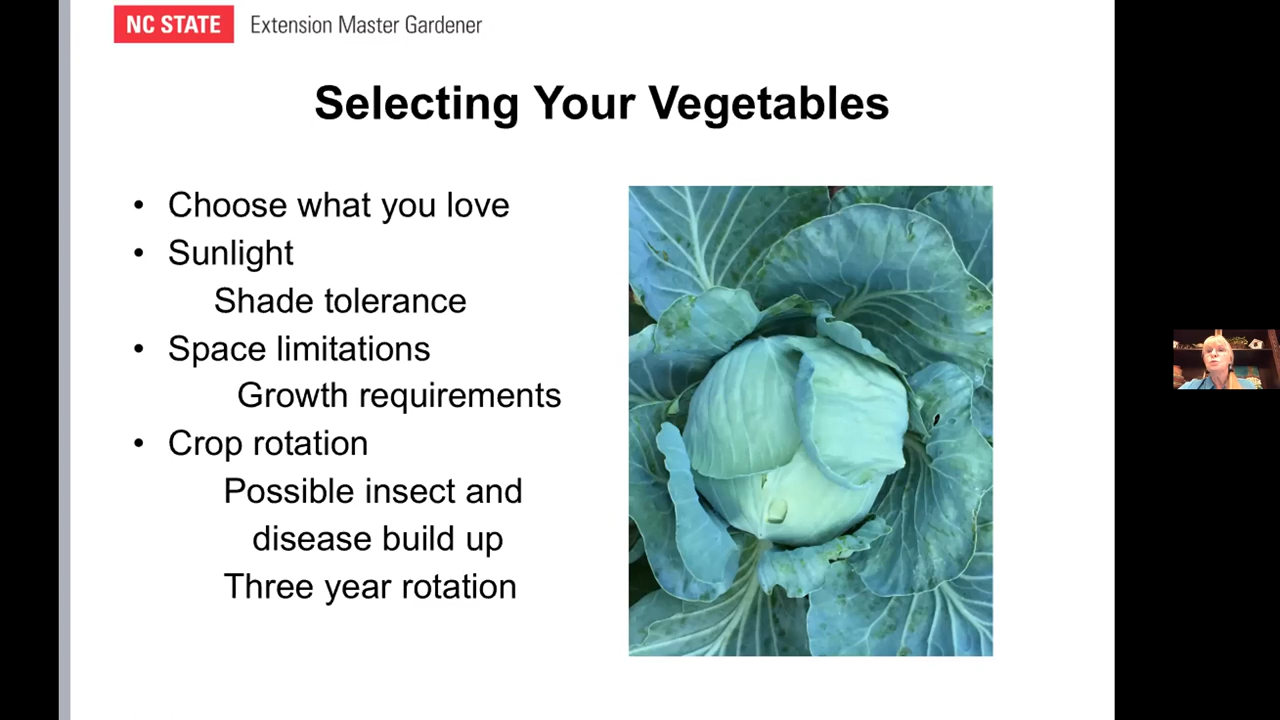 NC STATE Extension Master Gardener
Selecting Your Vegetables
• Choose what you love
• Sunlight
Shade tolerance
• Space limitations
Growth requirements
• Crop rotation
Possible insect and
disease build up
Three year rotation